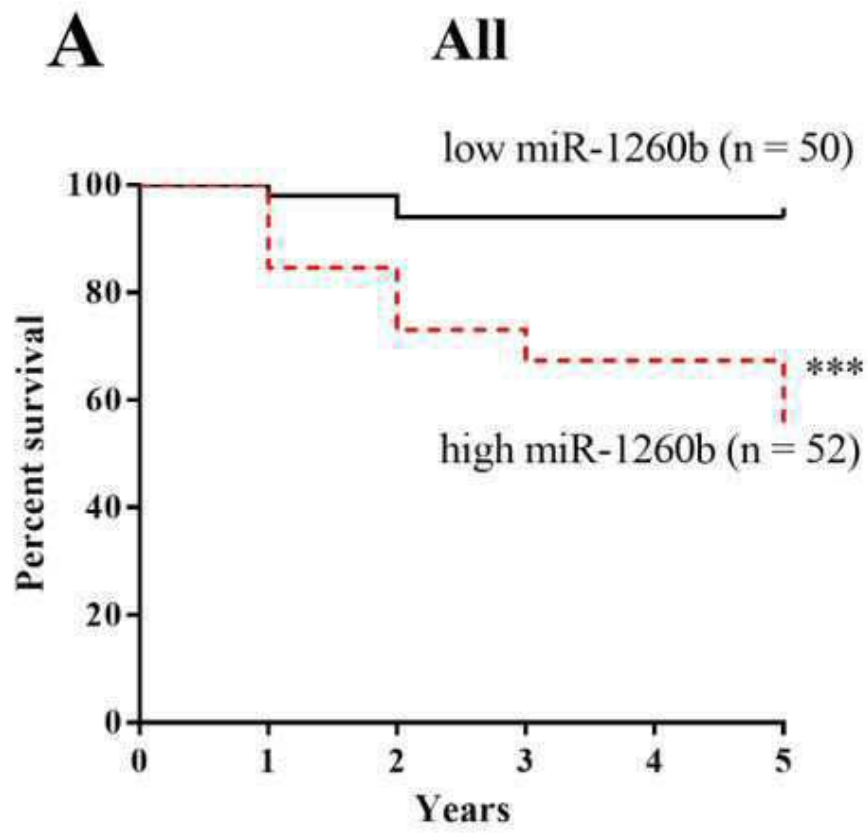 A
All
low miR-1260b (n = 50)
100
80
60
40
20
0
Percent survival
***
high miR-1260b (n = 52)
0 1 2 3 4 5
Years